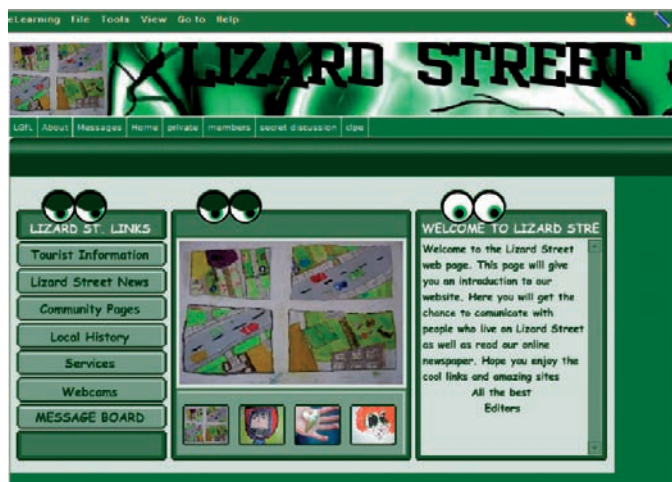 eLearning File Tools View Go to Help
LIZARD STREET
LGfL About Messages Home private members secret discussion clpe
LIZARD ST. LINKS
Tourist Information
Lizard Street News
Community Pages
Local History
Services
Webcams
MESSAGE BOARD
WELCOME TO LIZARD STRE
Welcome to the Lizard Street
web page. This page will give
you an introduction to our
website. Here you will get the
chance to comunicate with
people who live on Lizard Street
as well as read our online
newspaper. Hope you enjoy the
cool links and amazing sites
All the best
Editors